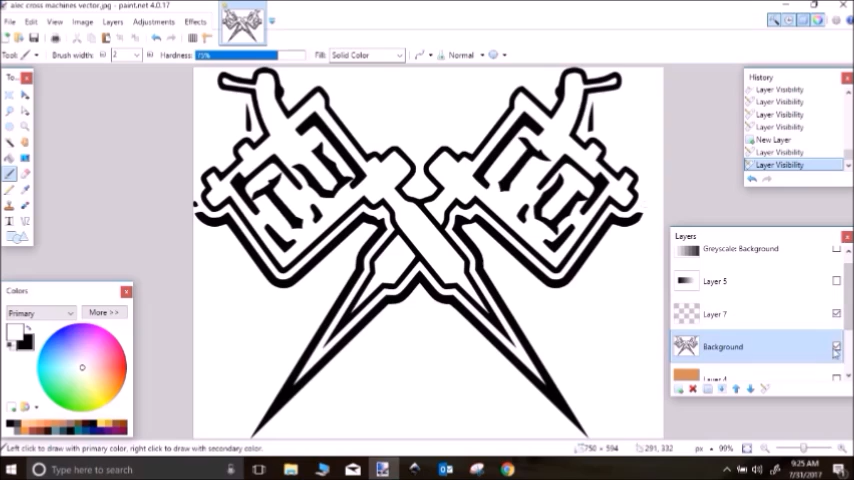 alec cross machines vector.jpg - paint.net 4.0.17
File Edit View Image Layers Adjustments Effects
Tool: Brush width: 2 Hardness: 75% Fill: Solid Color Normal
To...
History
Layer Visibility
Layer Visibility
Layer Visibility
Layer Visibility
New Layer
Layer Visibility
Layer Visibility
Layers
Greyscale: Background
Layer 5
Layer 7
Background
Layer 4
Colors
Primary More >>
Left click to draw with primary color, right click to draw with secondary color.
750 × 594 291, 332 px 99%
Type here to search
9:25 AM
7/31/2017